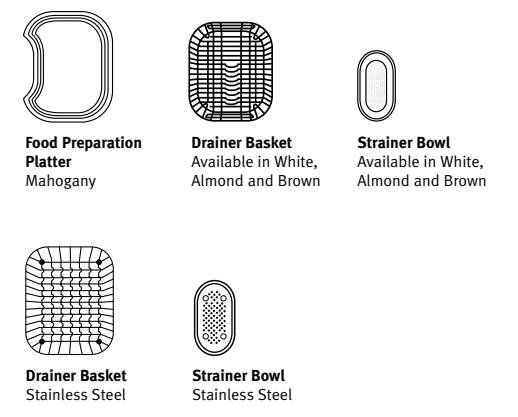 Food Preparation
Platter
Mahogany
Drainer Basket
Available in White,
Almond and Brown
Strainer Bowl
Available in White,
Almond and Brown
Drainer Basket
Stainless Steel
Strainer Bowl
Stainless Steel